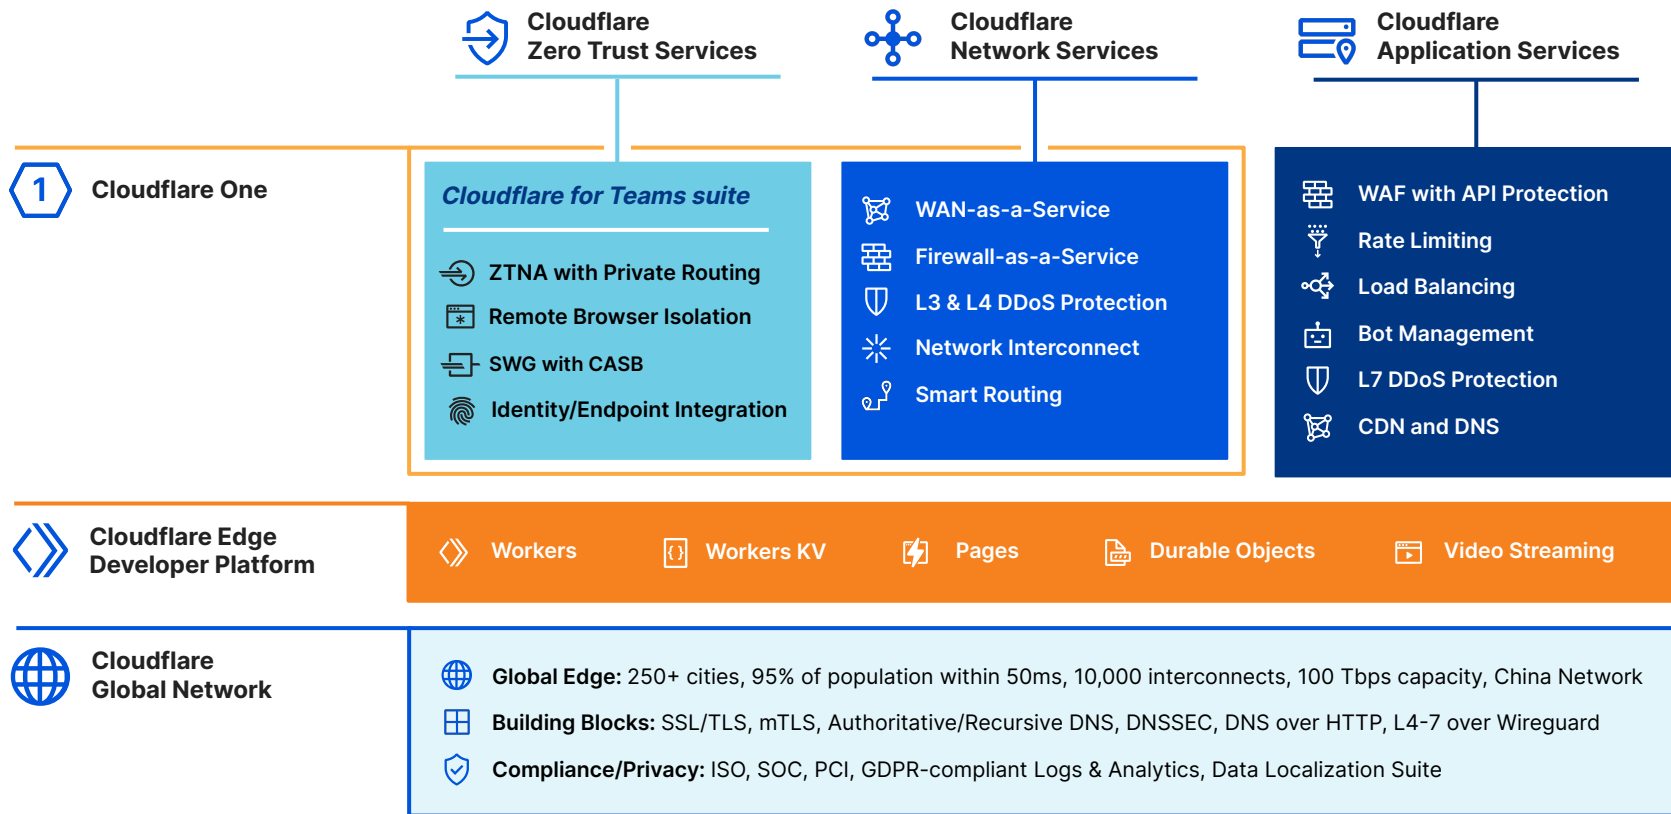 Cloudflare
Zero Trust Services
Cloudflare
Network Services
Cloudflare
Application Services
1
Cloudflare One
Cloudflare for Teams suite
ZTNA with Private Routing
Remote Browser Isolation
SWG with CASB
Identity/Endpoint Integration
WAN-as-a-Service
Firewall-as-a-Service
L3 & L4 DDoS Protection
Network Interconnect
Smart Routing
WAF with API Protection
Rate Limiting
Load Balancing
Bot Management
L7 DDoS Protection
CDN and DNS
Cloudflare Edge
Developer Platform
Workers
Workers KV
Pages
Durable Objects
Video Streaming
Cloudflare
Global Network
Global Edge: 250+ cities, 95% of population within 50ms, 10,000 interconnects, 100 Tbps capacity, China Network
Building Blocks: SSL/TLS, mTLS, Authoritative/Recursive DNS, DNSSEC, DNS over HTTP, L4-7 over Wireguard
Compliance/Privacy: ISO, SOC, PCI, GDPR-compliant Logs & Analytics, Data Localization Suite